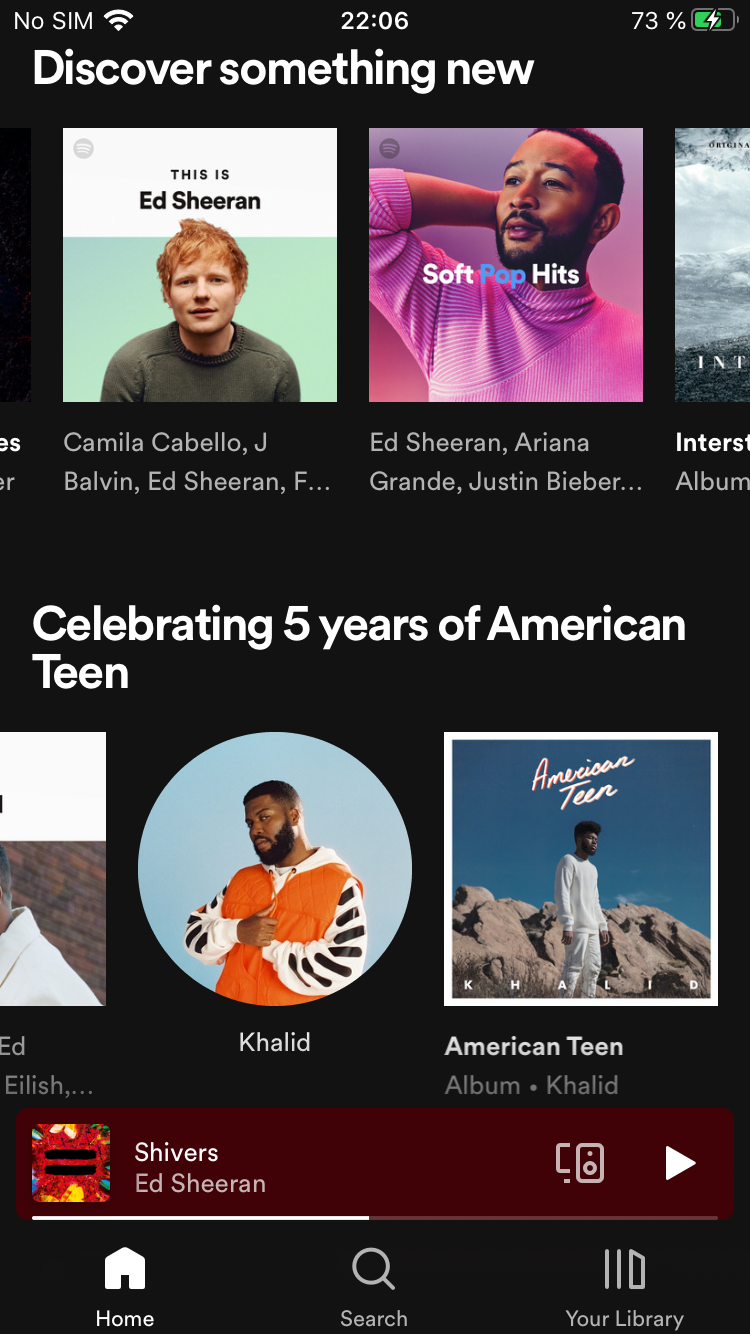 No SIM 22:06 73 %
Discover something new
THIS IS
Ed Sheeran
Soft Pop Hits
INT
es
er
Camila Cabello, J
Balvin, Ed Sheeran, F...
Ed Sheeran, Ariana
Grande, Justin Bieber...
Interst
Album
Celebrating 5 years of American
Teen
American
Teen
KHALID
Ed
Eilish,...
Khalid
American Teen
Album • Khalid
Shivers
Ed Sheeran
Home
Search
Your Library